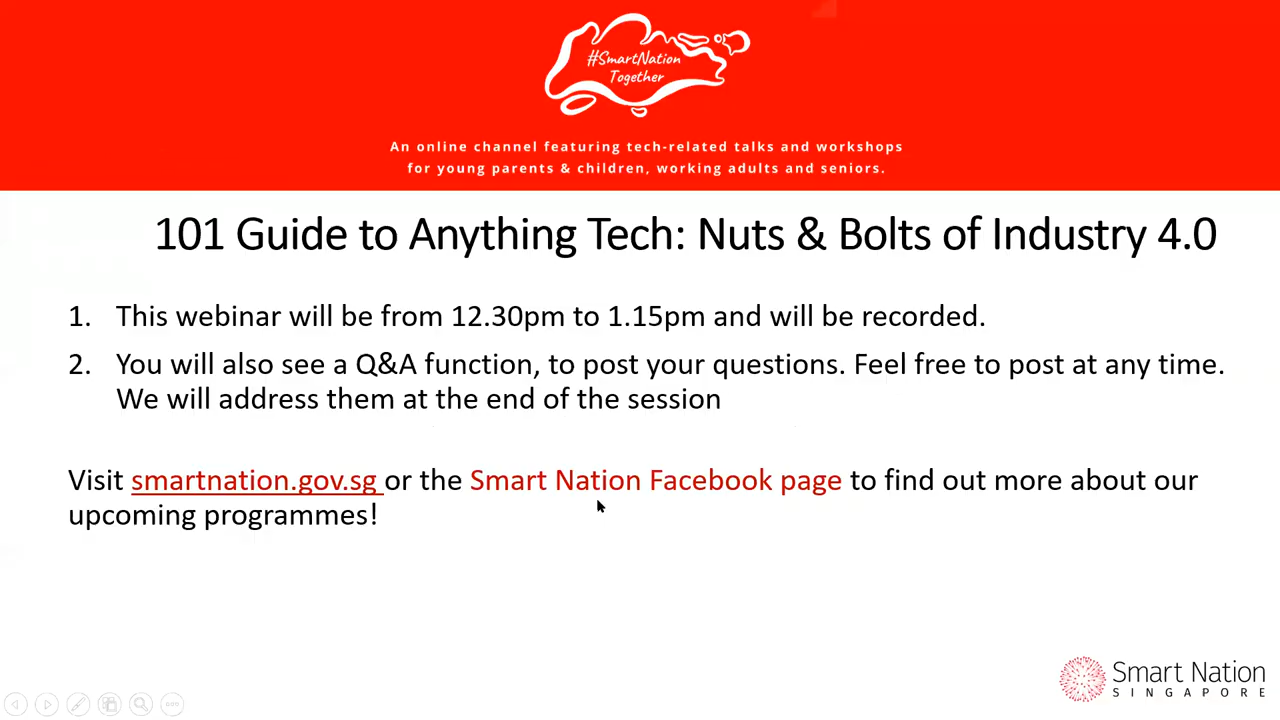 #SmartNation
Together
An online channel featuring tech-related talks and workshops
for young parents & children, working adults and seniors.
101 Guide to Anything Tech: Nuts & Bolts of Industry 4.0
1. This webinar will be from 12.30pm to 1.15pm and will be recorded.
2. You will also see a Q&A function, to post your questions. Feel free to post at any time.
We will address them at the end of the session
Visit smartnation.gov.sg or the Smart Nation Facebook page to find out more about our
upcoming programmes!
Smart Nation
SINGAPORE